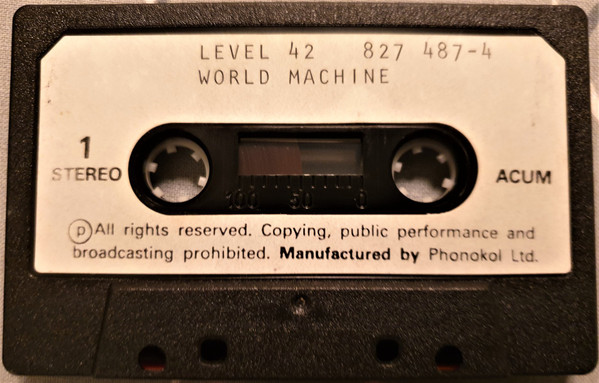 LEVEL 42 827 487-4
WORLD MACHINE
1
STEREO
ACUM
100 50 0
ⓟAll rights reserved. Copying, public performance and
broadcasting prohibited. Manufactured by Phonokol Ltd.